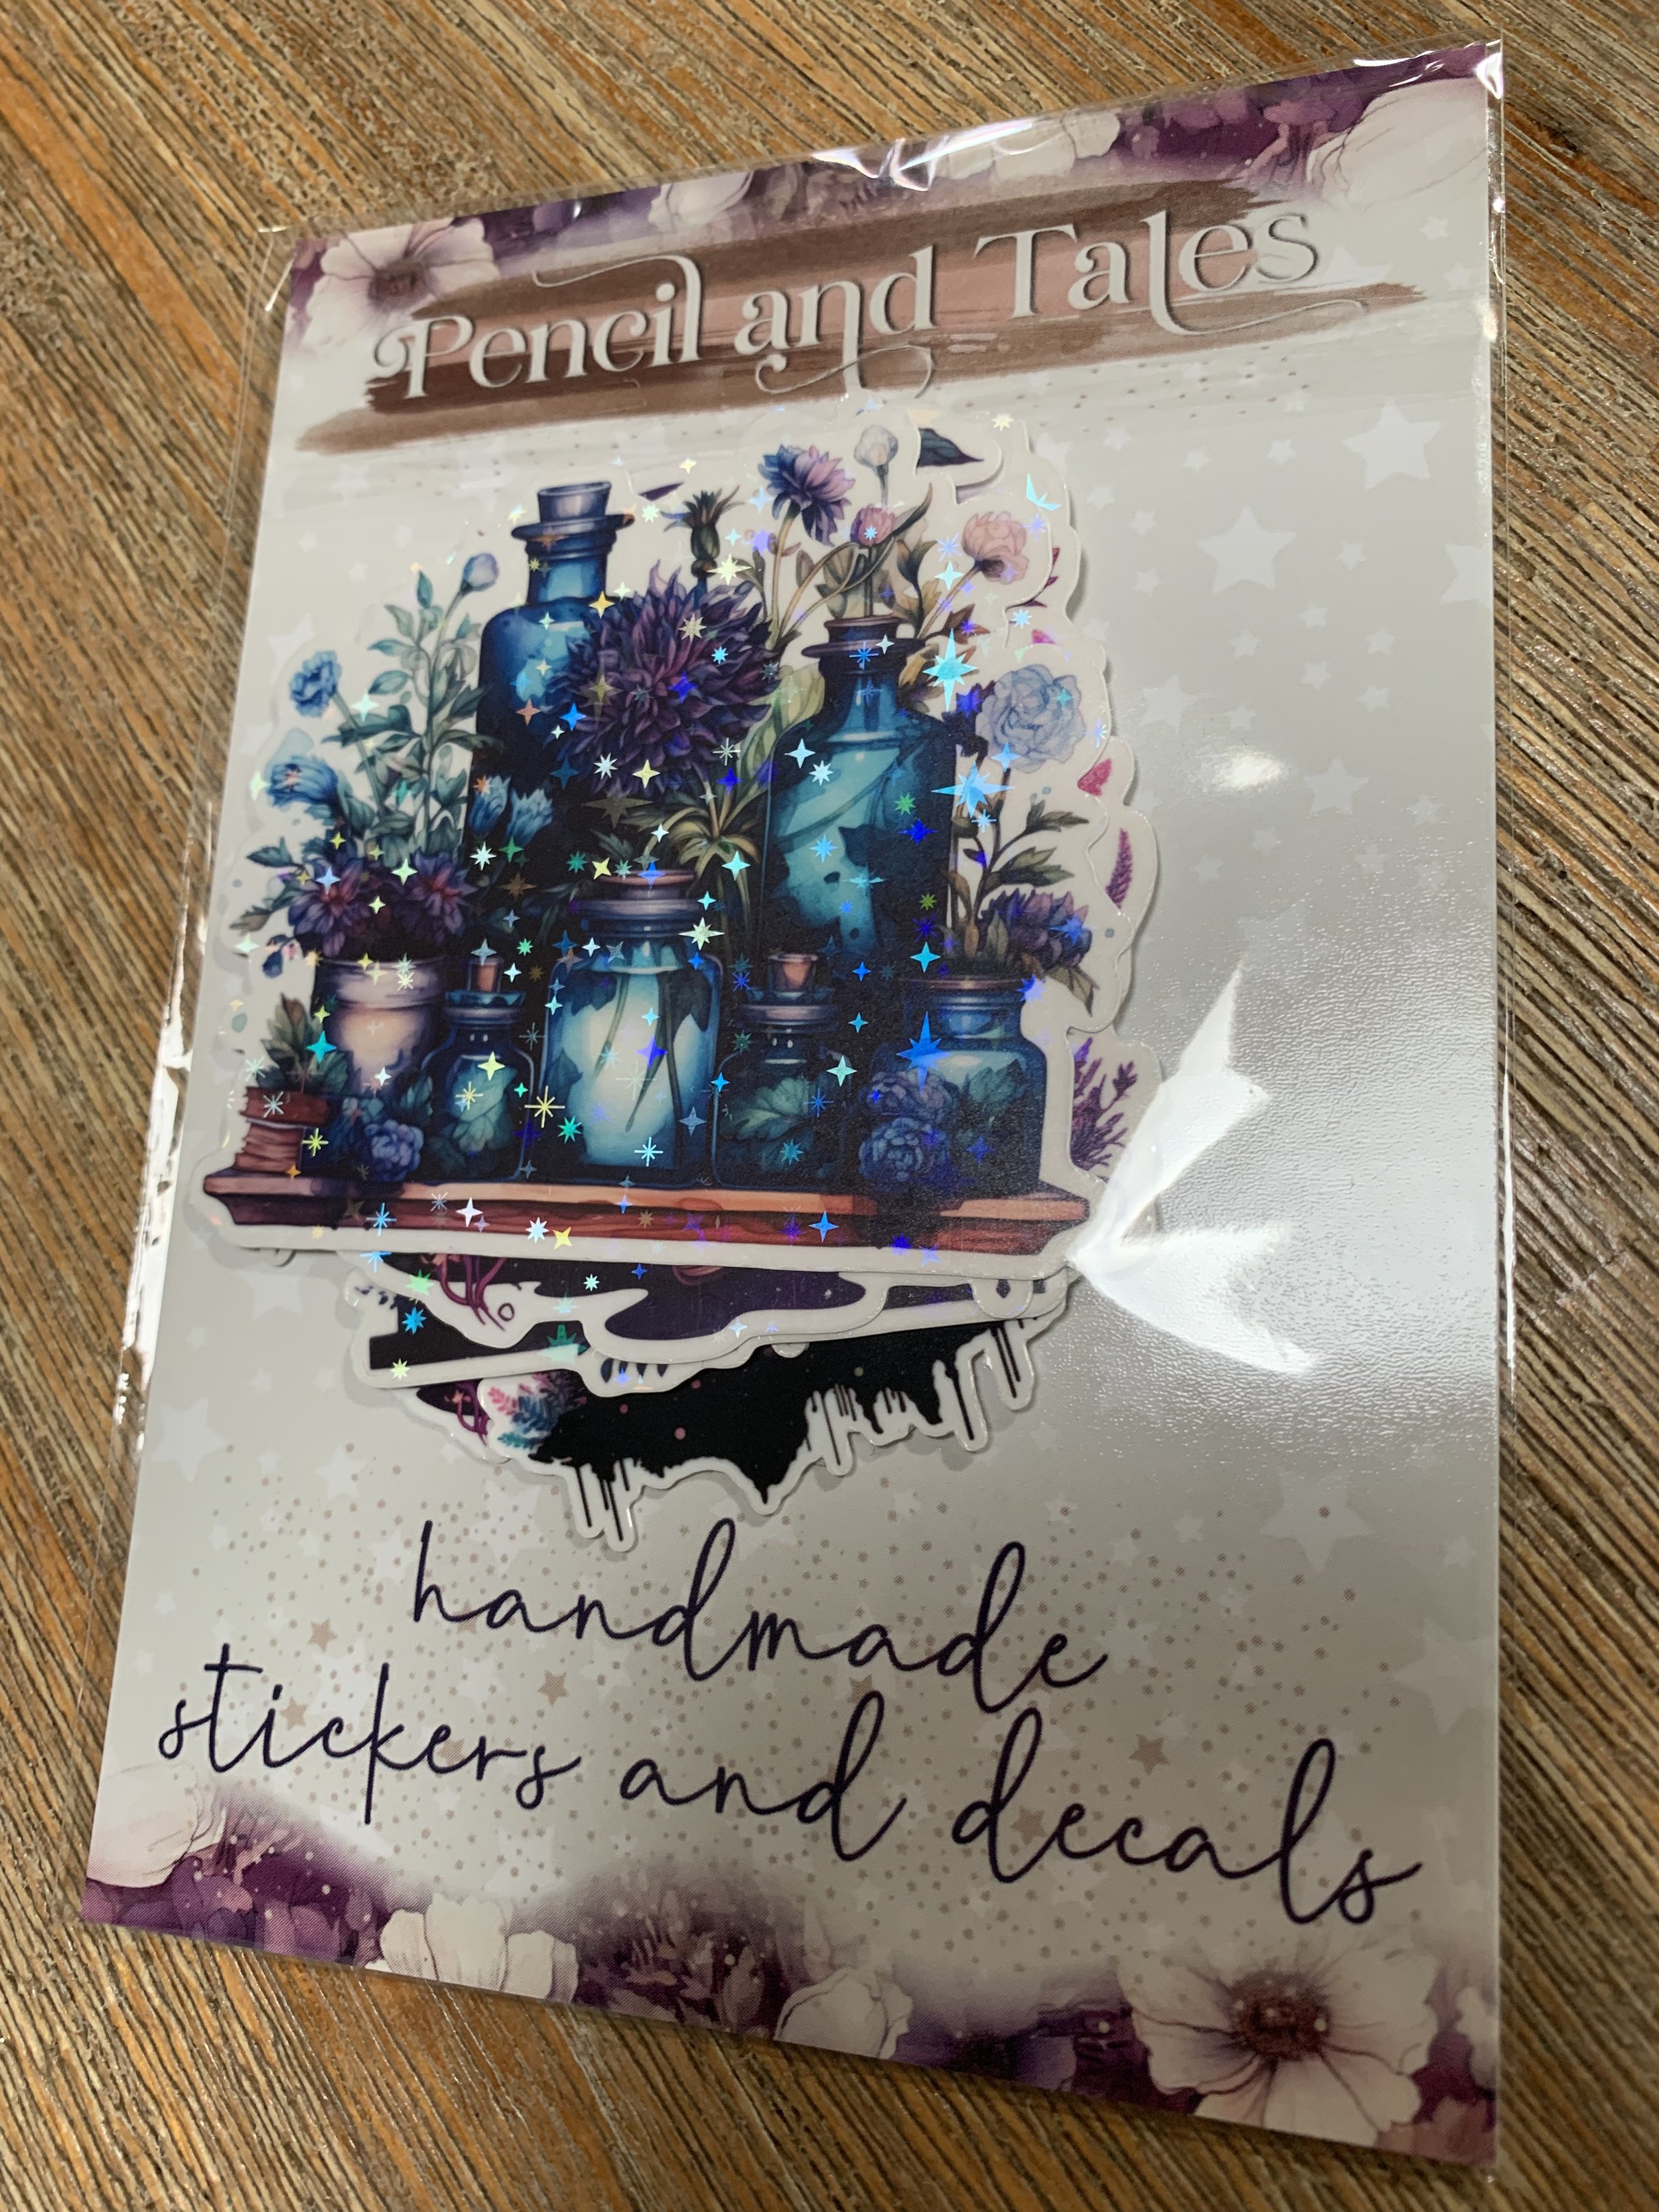 Pencil and Tales
handmade
stickers and decals